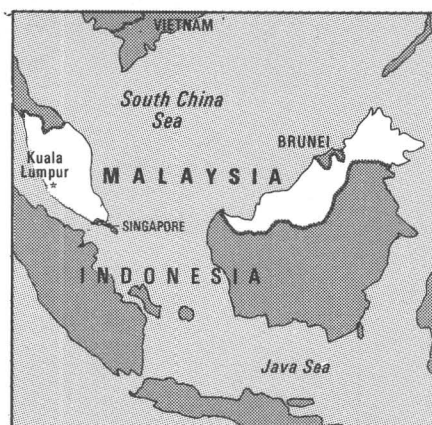 VIETNAM
South China
Sea
BRUNEI
Kuala
Lumpur
MALAYSIA
SINGAPORE
INDONESIA
Java Sea